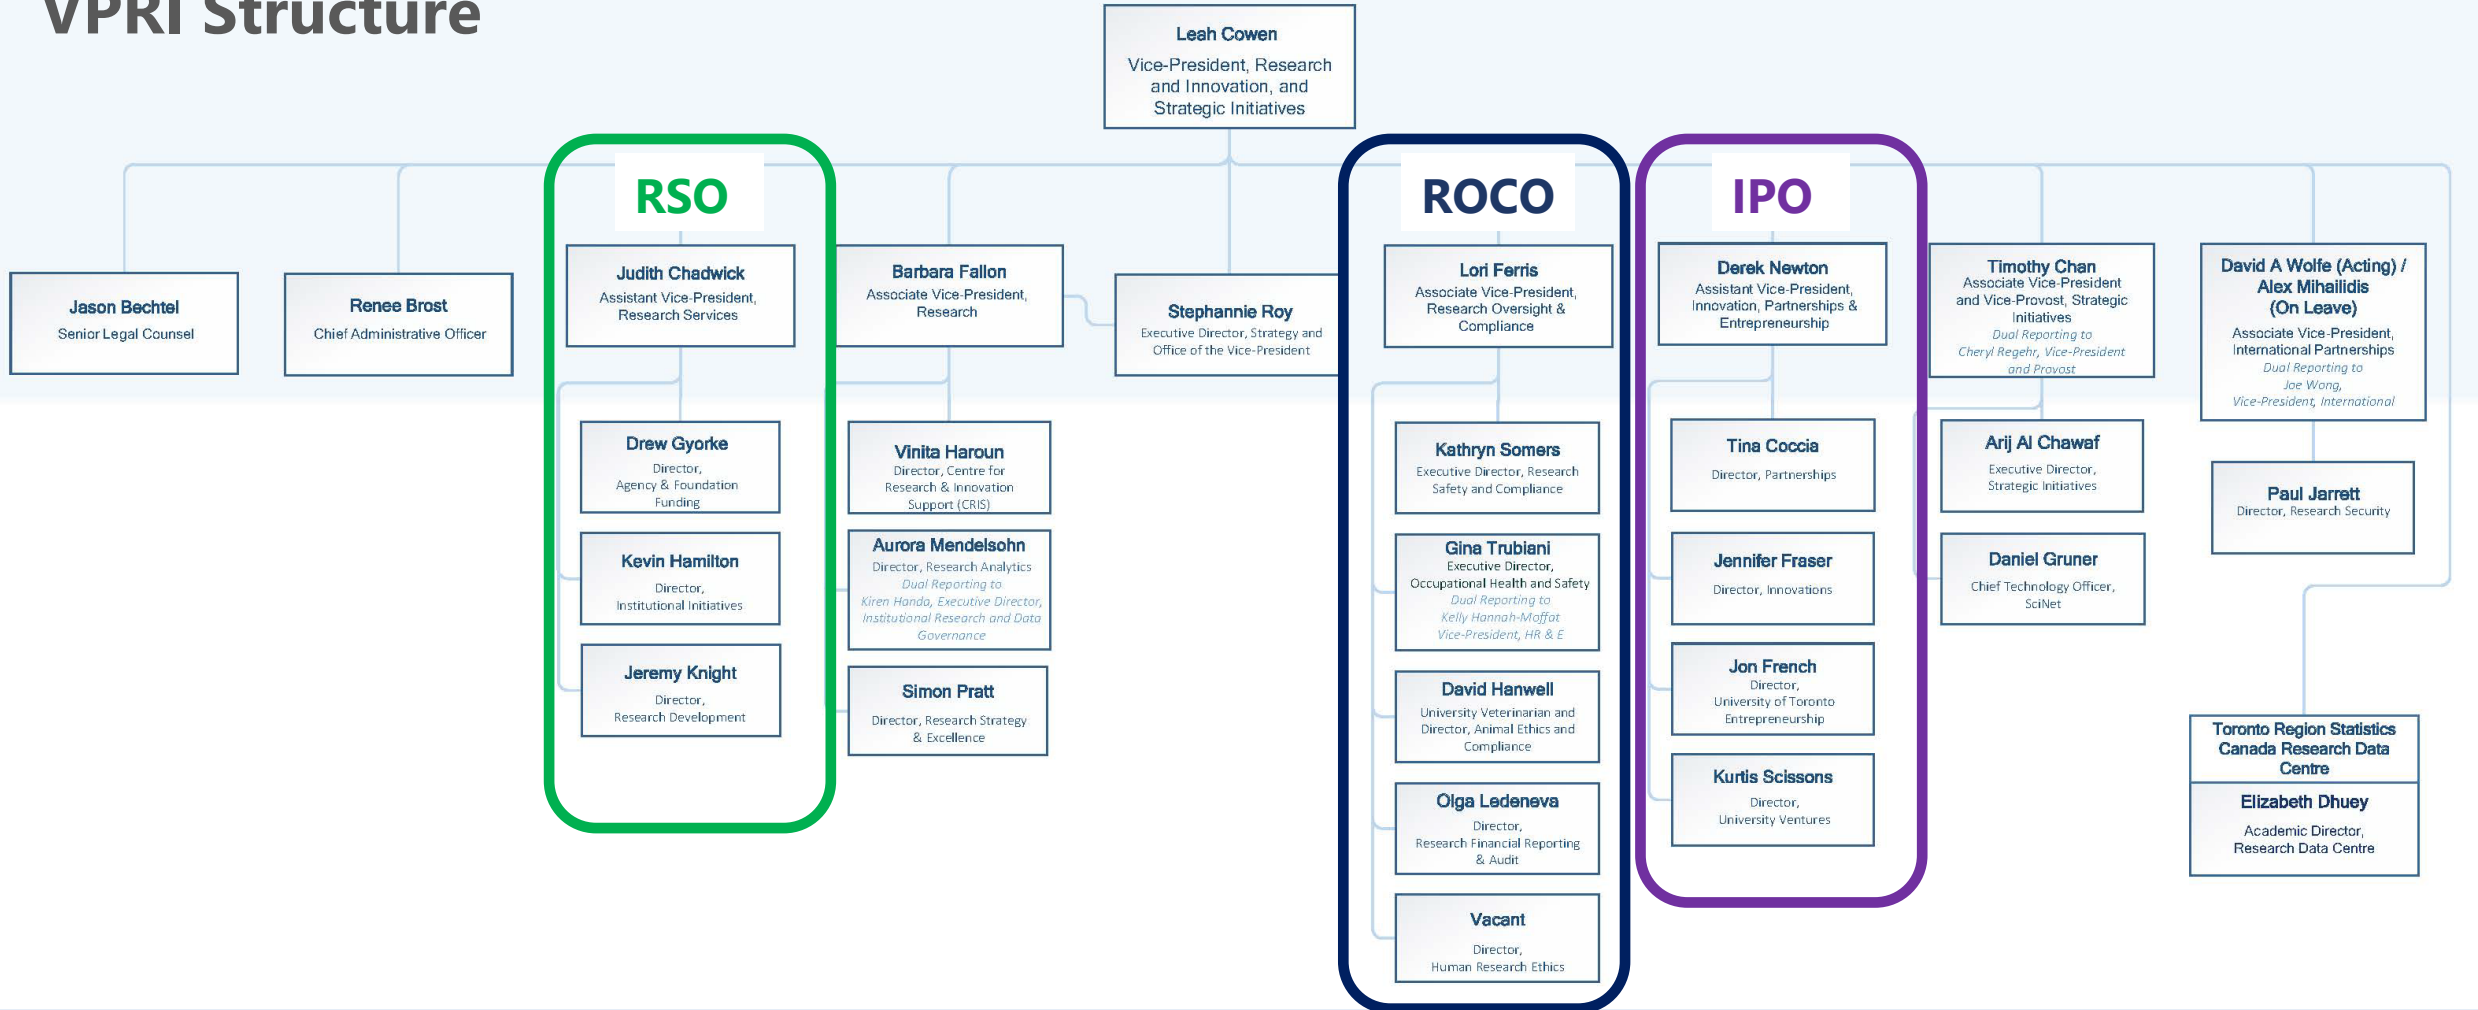 VPRI Structure
Leah Cowen
Vice-President, Research
and Innovation, and
Strategic Initiatives
RSO
ROCO
IPO
Jason Bechtel
Senior Legal Counsel
Renee Brost
Chief Administrative Officer
Judith Chadwick
Assistant Vice-President,
Research Services
Barbara Fallon
Associate Vice-President,
Research
Stephannie Roy
Executive Director, Strategy and
Office of the Vice-President
Lori Ferris
Associate Vice-President,
Research Oversight &
Compliance
Derek Newton
Assistant Vice-President,
Innovation, Partnerships &
Entrepreneurship
Timothy Chan
Associate Vice-President
and Vice-Provost, Strategic
Initiatives
Dual Reporting to
Cheryl Regehr, Vice-President
and Provost
David A Wolfe (Acting) /
Alex Mihailidis
(On Leave)
Associate Vice-President,
International Partnerships
Dual Reporting to
Joe Wong,
Vice-President, International
Drew Gyorke
Director,
Agency & Foundation
Funding
Kevin Hamilton
Director,
Institutional Initiatives
Jeremy Knight
Director,
Research Development
Vinita Haroun
Director, Centre for
Research & Innovation
Support (CRIS)
Aurora Mendelsohn
Director, Research Analytics
Dual Reporting to
Kiren Handa, Executive Director,
Institutional Research and Data
Governance
Simon Pratt
Director, Research Strategy
& Excellence
Kathryn Somers
Executive Director, Research
Safety and Compliance
Gina Trubiani
Executive Director,
Occupational Health and Safety
Dual Reporting to
Kelly Hannah-Moffat
Vice-President, HR & E
David Hanwell
University Veterinarian and
Director, Animal Ethics and
Compliance
Olga Ledeneva
Director,
Research Financial Reporting
& Audit
Vacant
Director,
Human Research Ethics
Tina Coccia
Director, Partnerships
Jennifer Fraser
Director, Innovations
Jon French
Director,
University of Toronto
Entrepreneurship
Kurtis Scissons
Director,
University Ventures
Arij Al Chawaf
Executive Director,
Strategic Initiatives
Daniel Gruner
Chief Technology Officer,
SciNet
Paul Jarrett
Director, Research Security
Toronto Region Statistics
Canada Research Data
Centre
Elizabeth Dhuey
Academic Director,
Research Data Centre